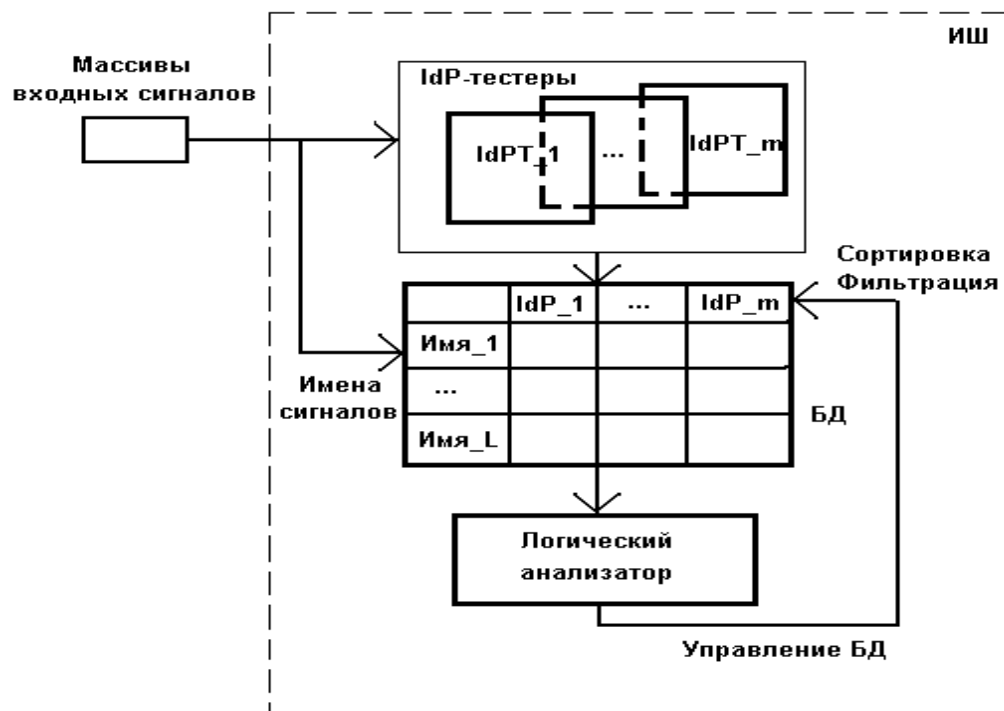 ИШ
Массивы
входных сигналов
IdP-тестеры
IdPT_1
...
IdPT_m
Сортировка
Фильтрация
IdP_1
...
IdP_m
Имя_1
...
Имя_L
Имена
сигналов
БД
Логический
анализатор
Управление БД